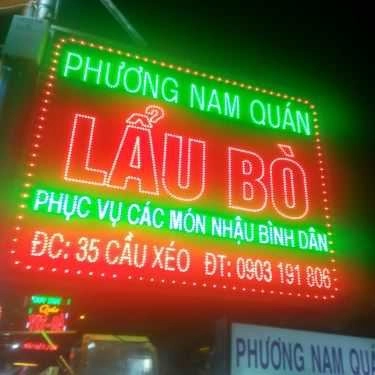 PHƯƠNG NAM QUÁN
LẨU BÒ
PHỤC VỤ CÁC MÓN NHẬU BÌNH DÂN
ĐC: 35 CẦU XÉO ĐT: 0903 191 806
PHƯƠNG NAM QUÁ